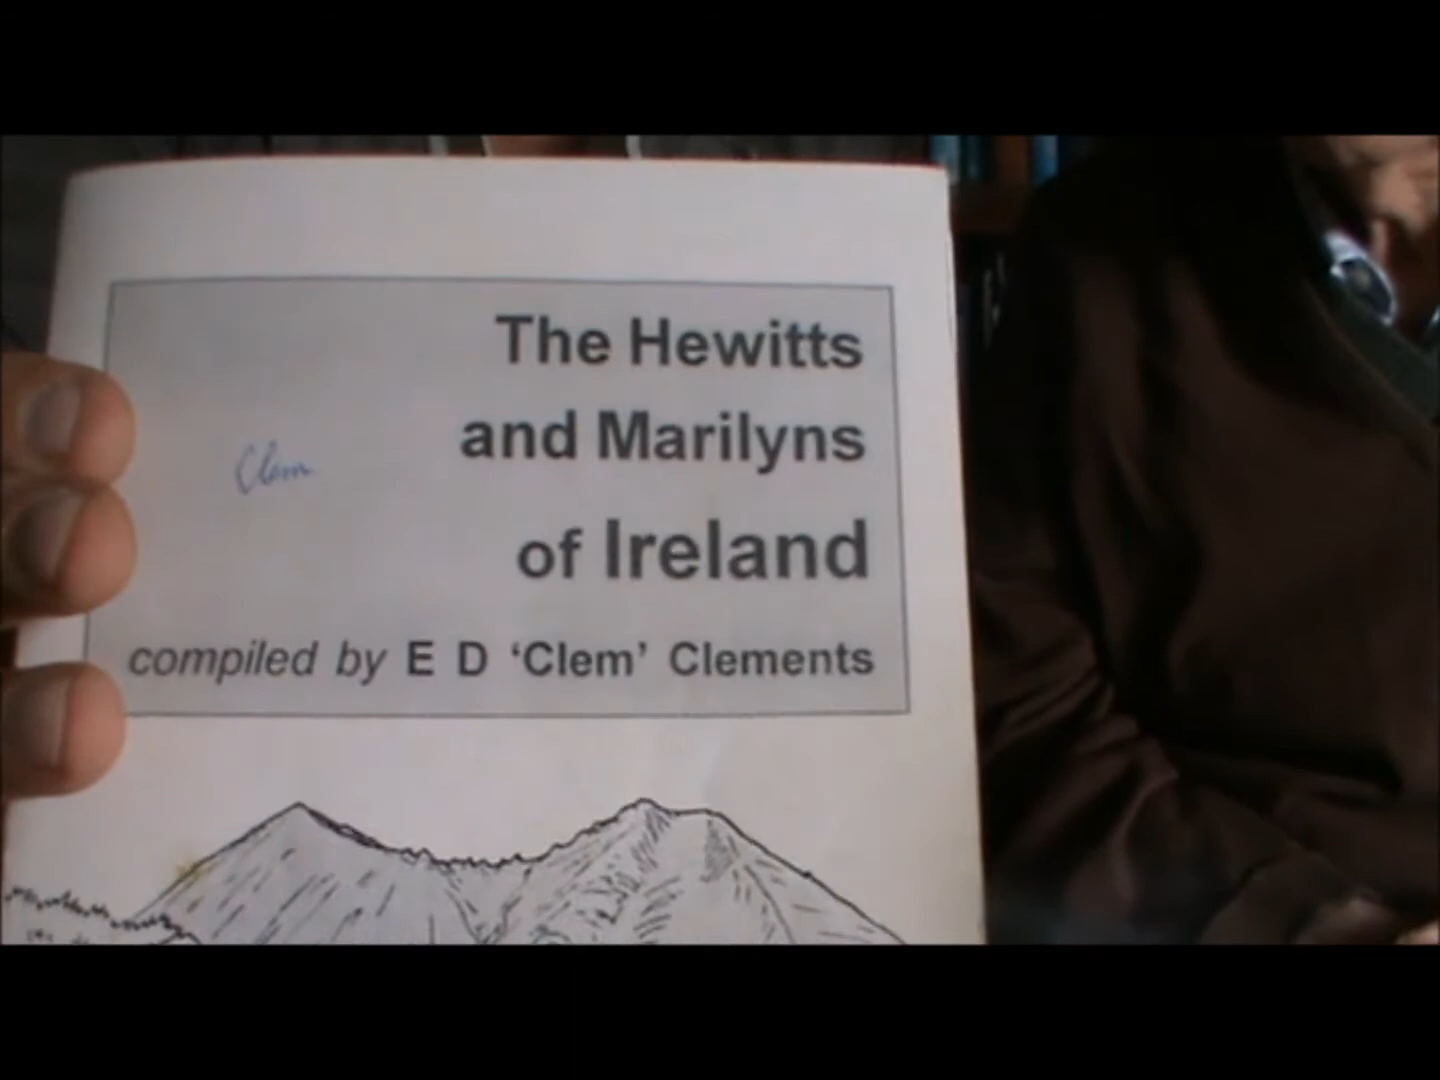 The Hewitts
and Marilyns
Clem
of Ireland
compiled by E D ‘Clem’ Clements